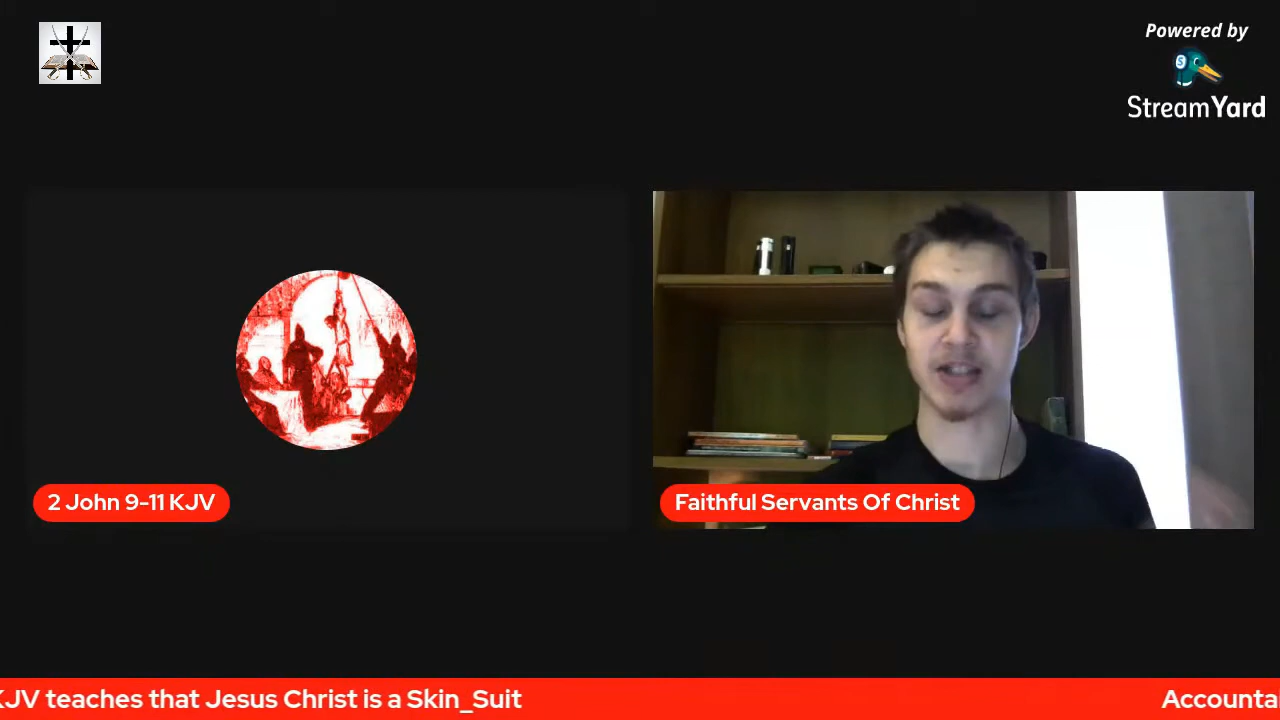 Powered by
S
StreamYard
2 John 9-11 KJV
Faithful Servants Of Christ
KJV teaches that Jesus Christ is a Skin_Suit